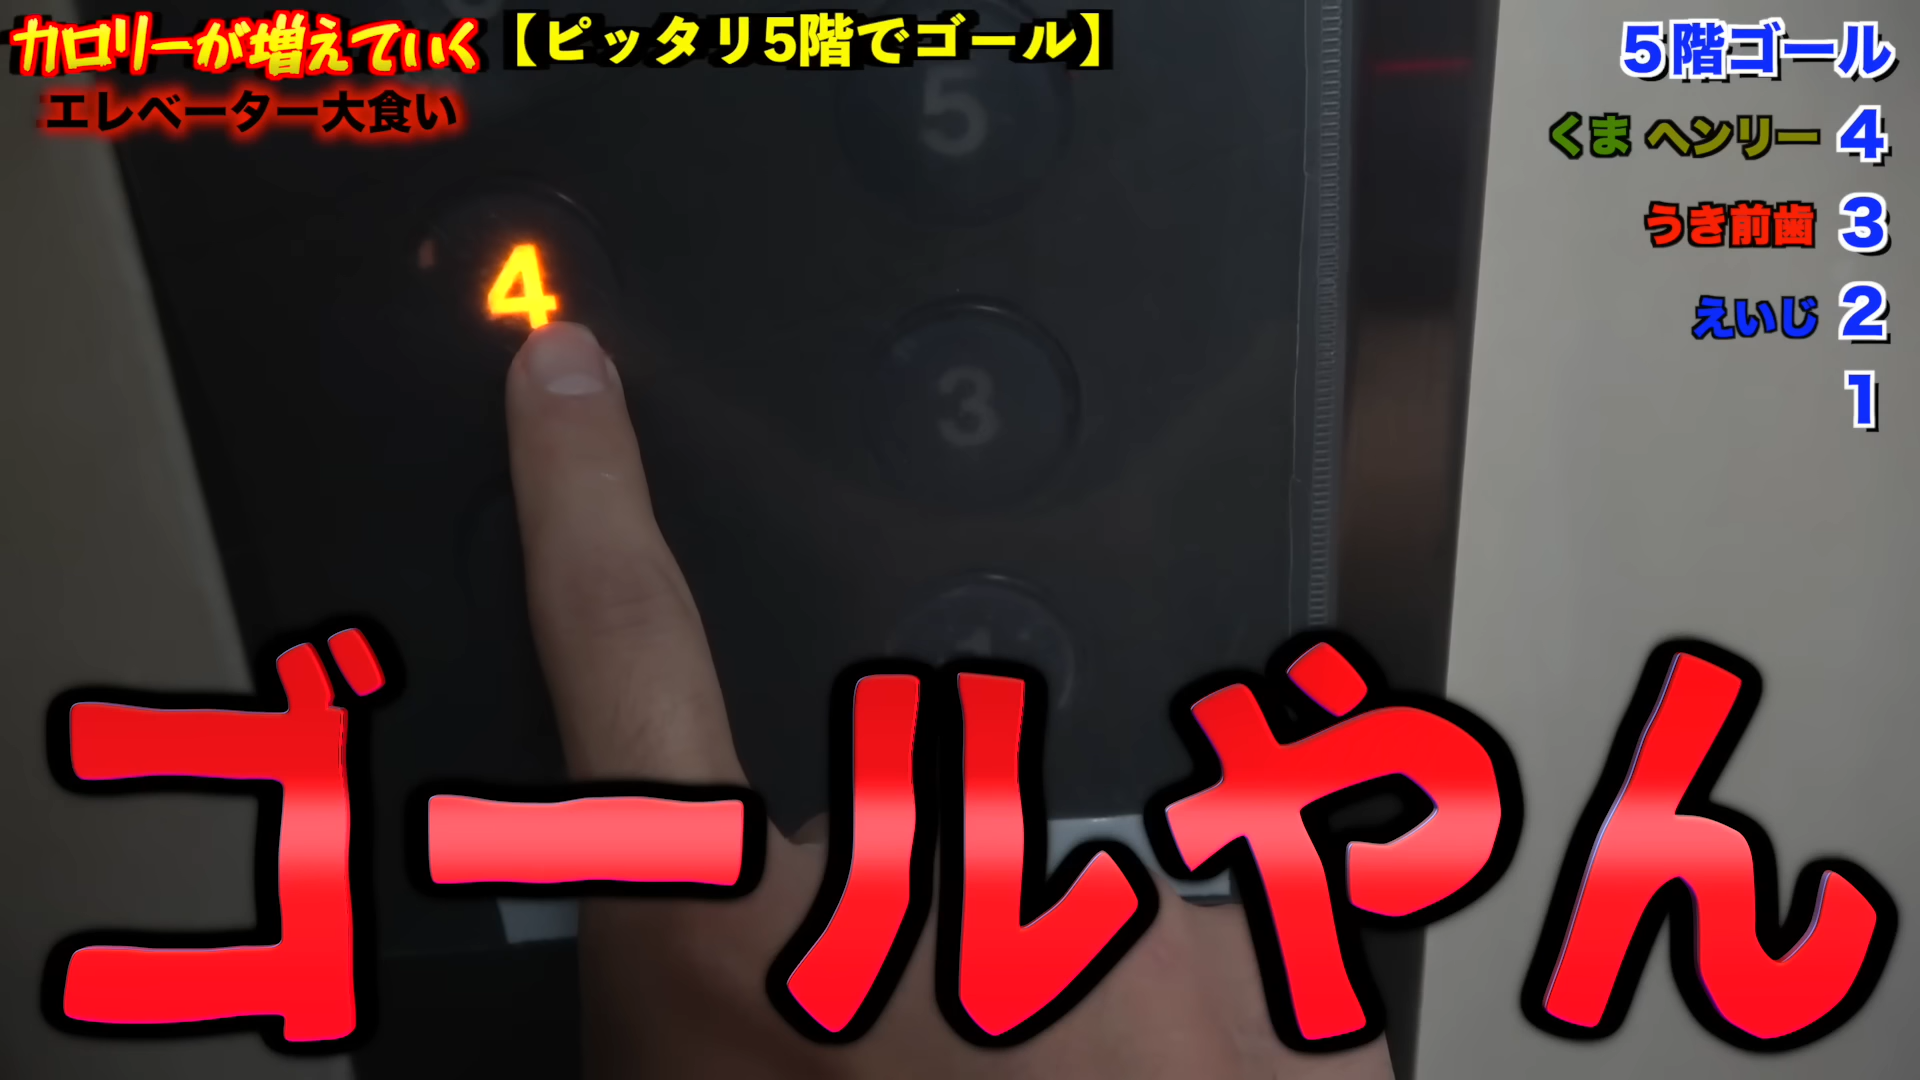 カロリーが増えていく【ピッタリ5階でゴール】
エレベーター大食い
5階ゴール
くま ヘンリー 4
うき前歯 3
えいじ 2
1
5
4
3
1
ゴールやん